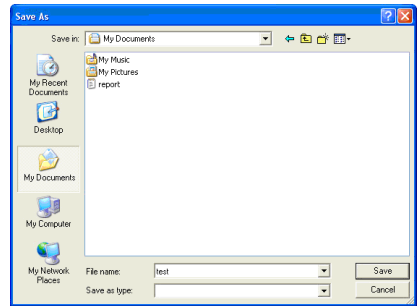 Save As
Save in:
My Documents
My Recent
Documents
Desktop
My Documents
My Computer
My Network
Places
My Music
My Pictures
report
File name:
test
Save
Save as type:
Cancel